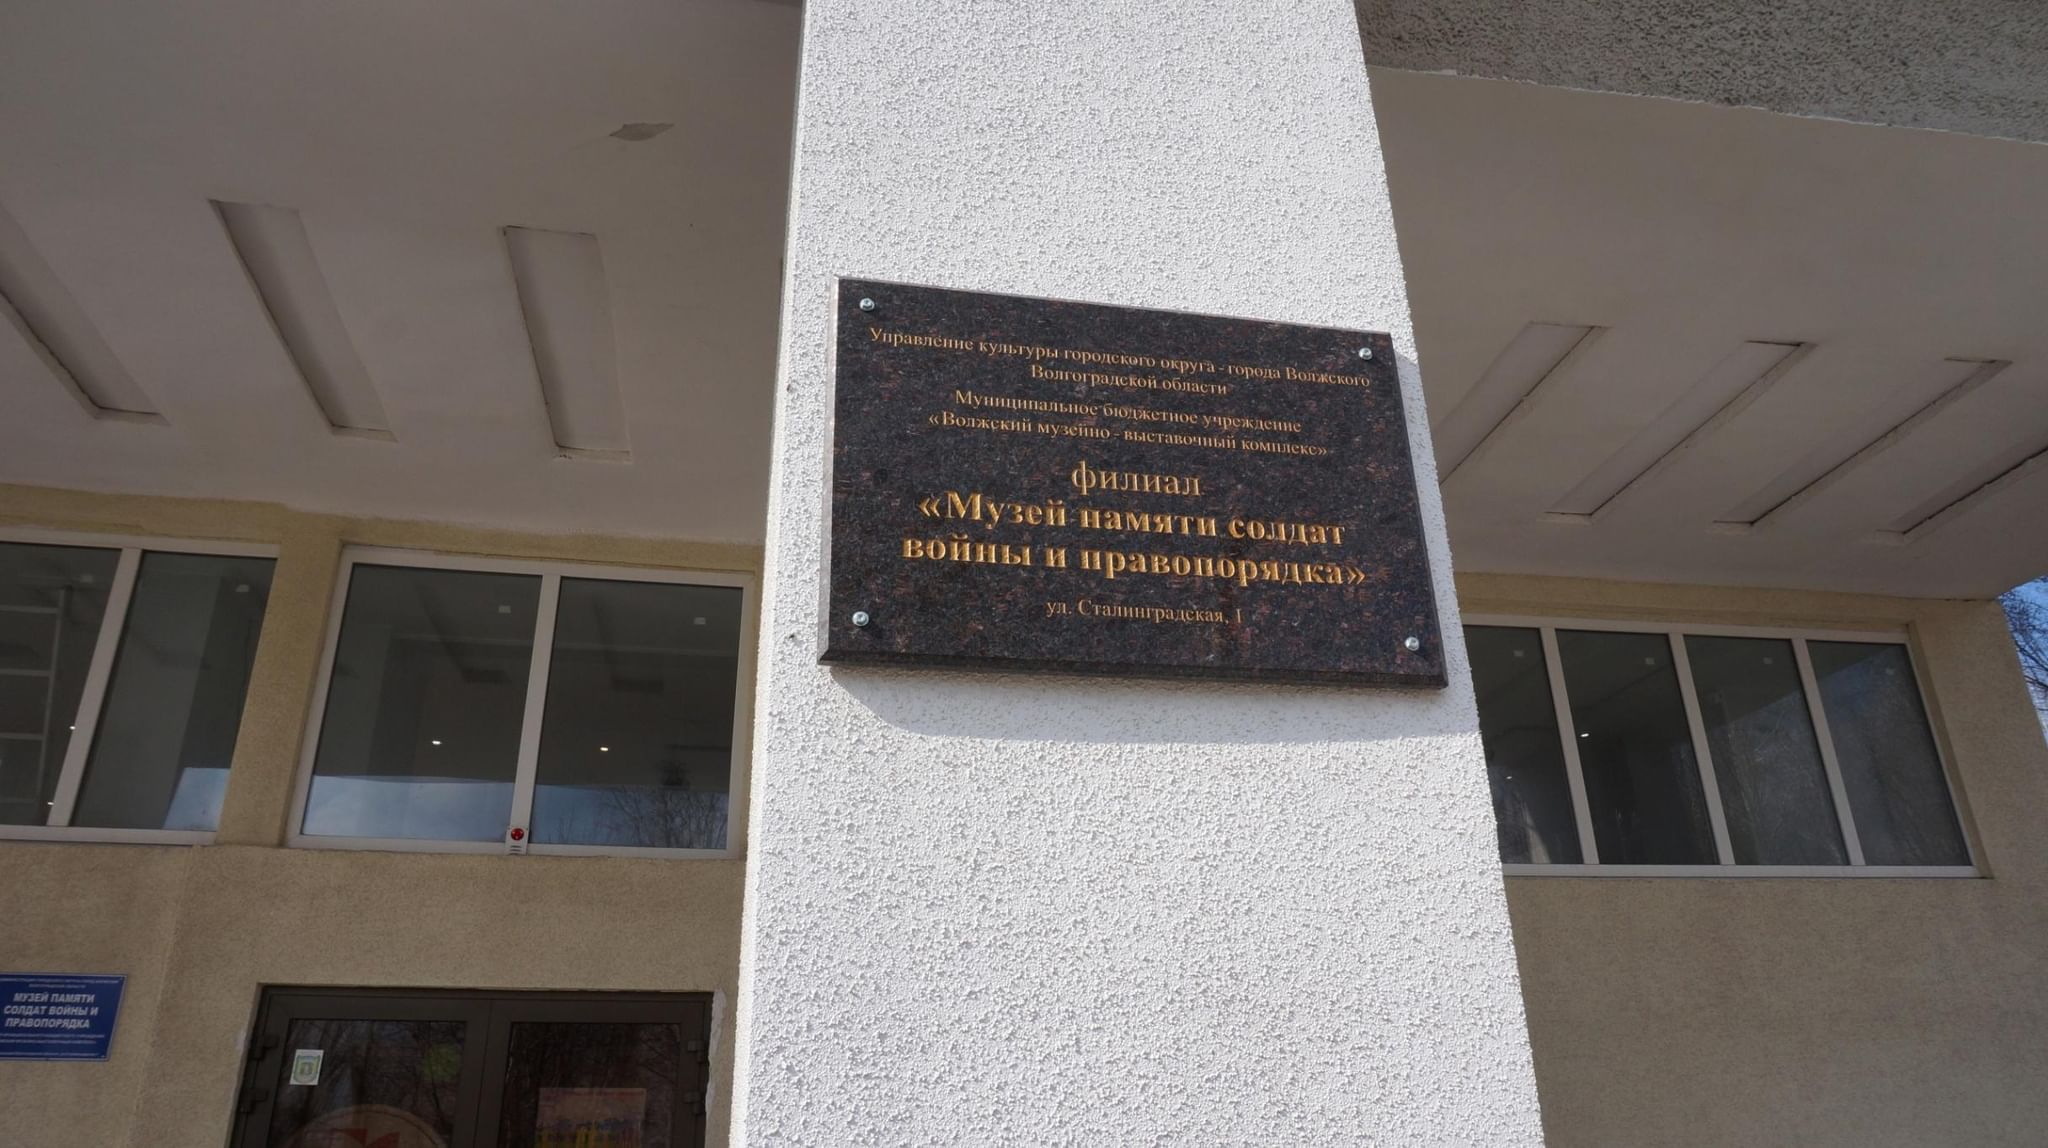 Управление культуры городского округа - города Волжского
Волгоградской области
Муниципальное бюджетное учреждение
«Волжский музейно - выставочный комплекс»
филиал
«Музей памяти солдат
войны и правопорядка»
ул. Сталинградская, 1
МУЗЕЙ ПАМЯТИ
СОЛДАТ ВОЙНЫ И
ПРАВОПОРЯДКА